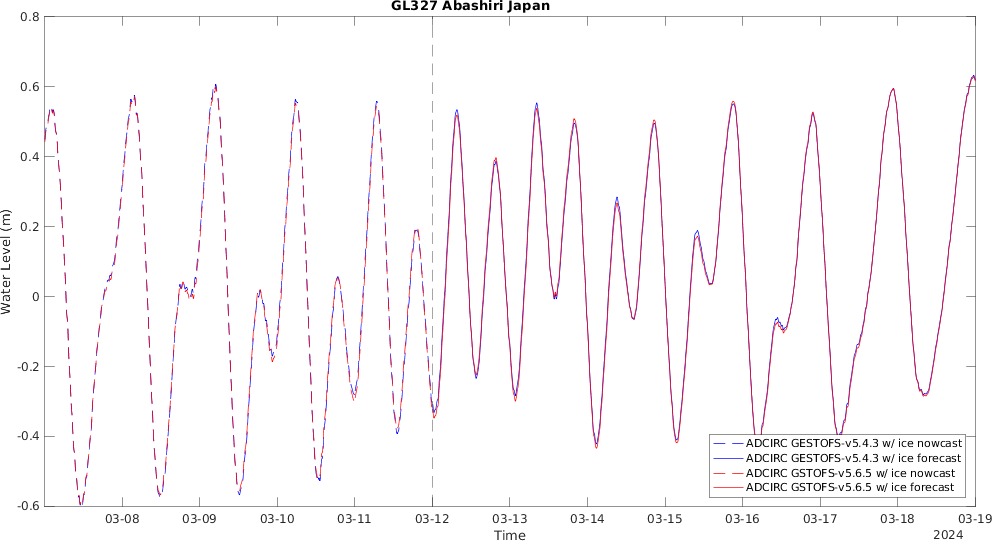 GL327 Abashiri Japan
0.8
0.6
0.4
0.2
0
-0.2
-0.4
-0.6
Water Level (m)
ADCIRC GESTOFS-v5.4.3 w/ ice nowcast
ADCIRC GESTOFS-v5.4.3 w/ ice forecast
ADCIRC GSTOFS-v5.6.5 w/ ice nowcast
ADCIRC GSTOFS-v5.6.5 w/ ice forecast
03-08 03-09 03-10 03-11 03-12 03-13 03-14 03-15 03-16 03-17 03-18 03-19
Time
2024